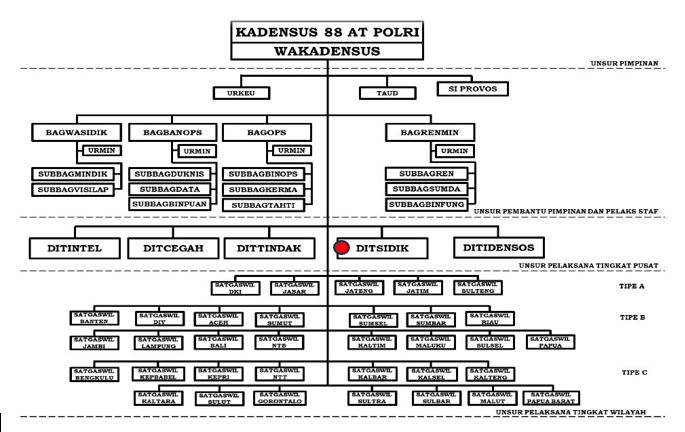 KADENSUS 88 AT POLRI
WAKADENSUS
UNSUR PIMPINAN
URKEU
TAUD
SI PROVOS
BAGWASIDIK
BAGBANOPS
BAGOPS
BAGRENMIN
URMIN
URMIN
URMIN
URMIN
SUBBAGMINDIK
SUBBAGDUKNIS
SUBBAGBINOPS
SUBBAGREN
SUBBAGVISILAP
SUBBAGDATA
SUBBAGKERMA
SUBBAGSUMDA
SUBBAGBINPUAN
SUBBAGTAHTI
SUBBAGBINFUNG
UNSUR PEMBANTU PIMPINAN DAN PELAKS STAF
DITINTEL
DITCEGAH
DITTINDAK
DITSIDIK
DITIDENSOS
UNSUR PELAKSANA TINGKAT PUSAT
SATGASWIL
DKI
SATGASWIL
JABAR
SATGASWIL
JATENG
SATGASWIL
JATIM
SATGASWIL
SULTENG
TIPE A
SATGASWIL
BANTEN
SATGASWIL
DIY
SATGASWIL
ACEH
SATGASWIL
SUMUT
SATGASWIL
SUMSEL
SATGASWIL
SUMBAR
SATGASWIL
RIAU
TIPE B
SATGASWIL
JAMBI
SATGASWIL
LAMPUNG
SATGASWIL
BALI
SATGASWIL
NTB
SATGASWIL
KALTIM
SATGASWIL
MALUKU
SATGASWIL
SULSEL
SATGASWIL
PAPUA
SATGASWIL
BENGKULU
SATGASWIL
KEPBABEL
SATGASWIL
KEPRI
SATGASWIL
NTT
SATGASWIL
KALBAR
SATGASWIL
KALSEL
SATGASWIL
KALTENG
TIPE C
SATGASWIL
KALTARA
SATGASWIL
SULUT
SATGASWIL
GORONTALO
SATGASWIL
SULTRA
SATGASWIL
SULBAR
SATGASWIL
MALUT
SATGASWIL
PAPUA BARAT
UNSUR PELAKSANA TINGKAT WILAYAH